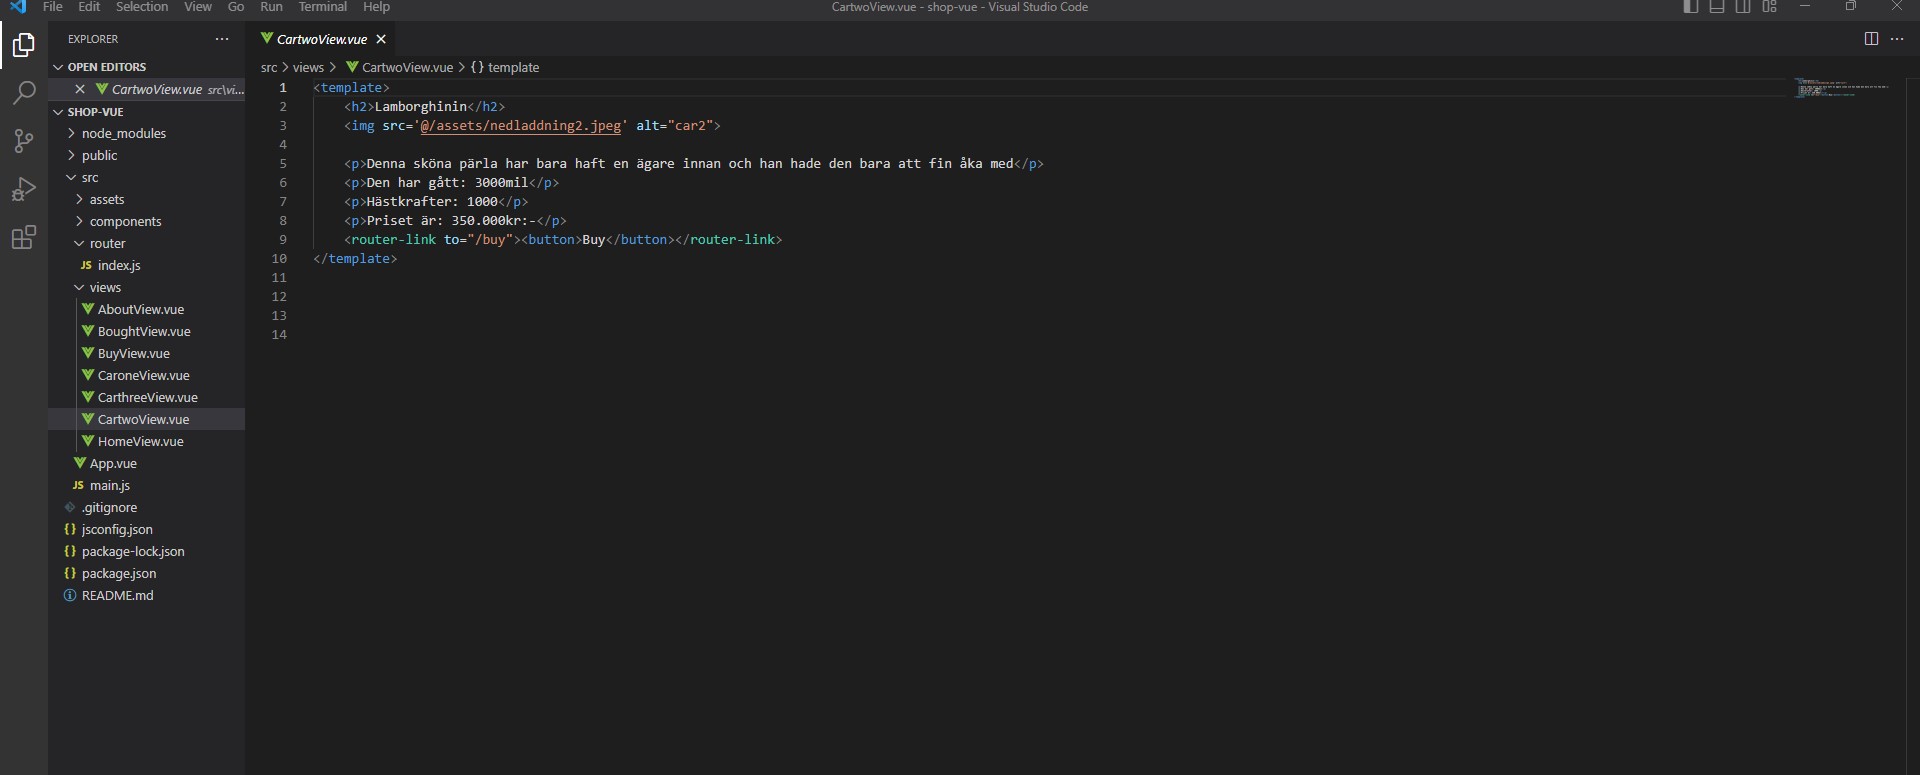 File Edit Selection View Go Run Terminal Help
CartwoView.vue - shop-vue - Visual Studio Code
EXPLORER
OPEN EDITORS
CartwoView.vue src\vi...
SHOP-VUE
node_modules
public
src
assets
components
router
JS index.js
views
AboutView.vue
BoughtView.vue
BuyView.vue
CaroneView.vue
CarthreeView.vue
CartwoView.vue
HomeView.vue
App.vue
JS main.js
.gitignore
{} jsconfig.json
{} package-lock.json
{} package.json
README.md
CartwoView.vue
src > views > CartwoView.vue > {} template
1 <template>
2 <h2>Lamborghinin</h2>
3 <img src='@/assets/nedladdning2.jpeg' alt="car2">
4
5 <p>Denna sköna pärla har bara haft en ägare innan och han hade den bara att fin åka med</p>
6 <p>Den har gått: 3000mil</p>
7 <p>Hästkrafter: 1000</p>
8 <p>Priset är: 350.000kr:-</p>
9 <router-link to="/buy"><button>Buy</button></router-link>
10 </template>
11
12
13
14